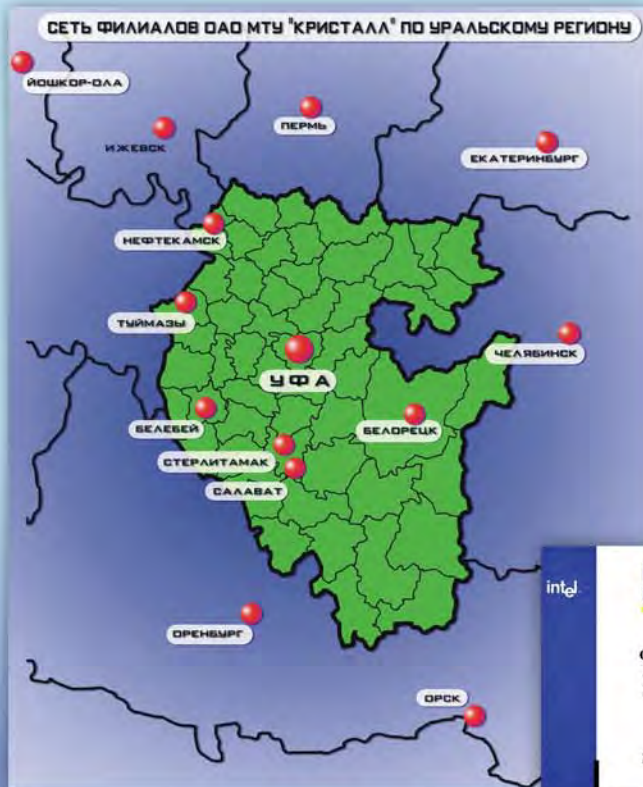 СЕТЬ ФИЛИАЛОВ ОАО МТУ "КРИСТАЛЛ" ПО УРАЛЬСКОМУ РЕГИОНУ
ЙОШКОР-ОЛА
ПЕРМЬ
ИЖЕВСК
ЕКАТЕРИНБУРГ
НЕФТЕКАМСК
ТУЙМАЗЫ
ЧЕЛЯБИНСК
УФА
БЕЛЕБЕЙ
БЕЛОРЕЦК
СТЕРЛИТАМАК
САЛАВАТ
intel
ОРЕНБУРГ
ОРСК